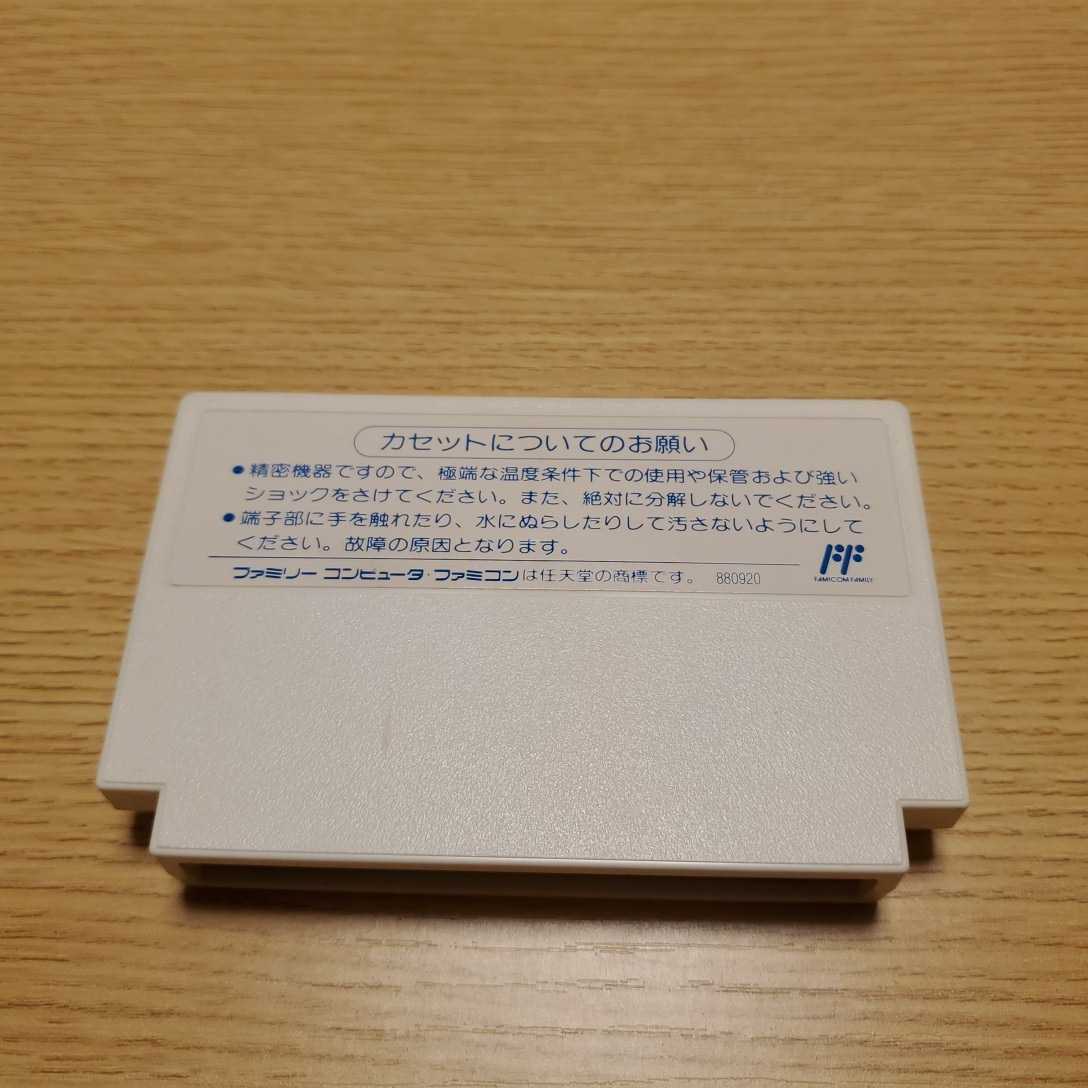 カセットについてのお願い
●精密機器ですので、極端な温度条件下での使用や保管および強い
ショックをさけてください。また、絶対に分解しないでください。
●端子部に手を触れたり、水にぬらしたりして汚さないようにして
ください。故障の原因となります。
ファミリーコンピュータ・ファミコンは任天堂の商標です。 880920
FAMICOM FAMILY